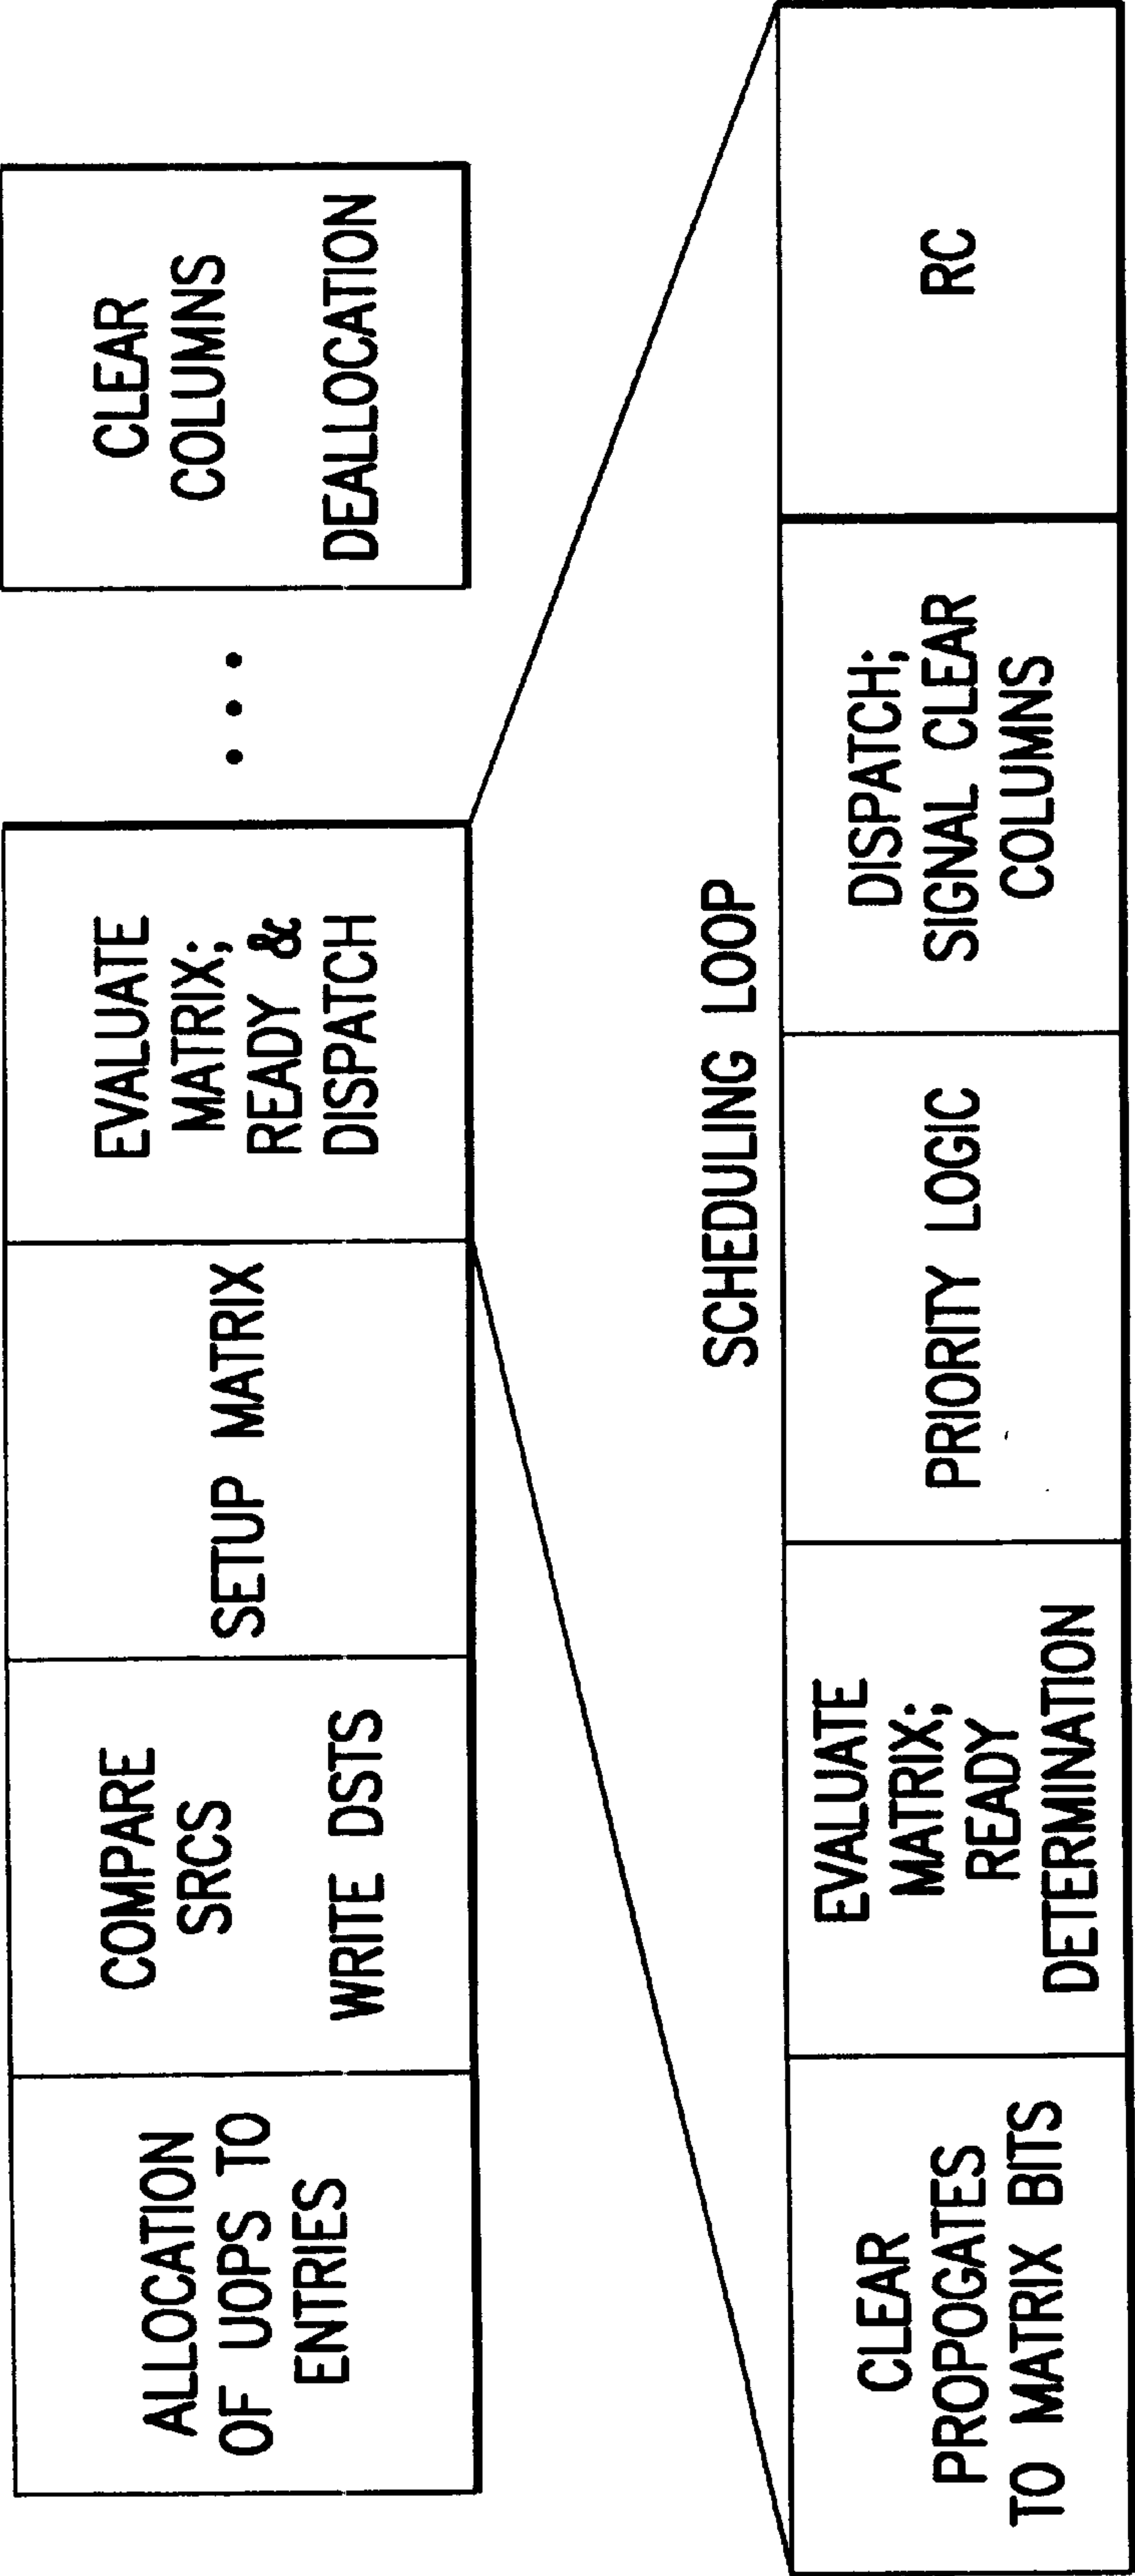 ALLOCATION
OF UOPS TO
ENTRIES
COMPARE
SRCS
WRITE DSTS
SETUP MATRIX
EVALUATE
MATRIX;
READY &
DISPATCH
• • •
CLEAR
COLUMNS
DEALLOCATION
SCHEDULING LOOP
CLEAR
PROPOGATES
TO MATRIX BITS
EVALUATE
MATRIX;
READY
DETERMINATION
PRIORITY LOGIC
DISPATCH;
SIGNAL CLEAR
COLUMNS
RC